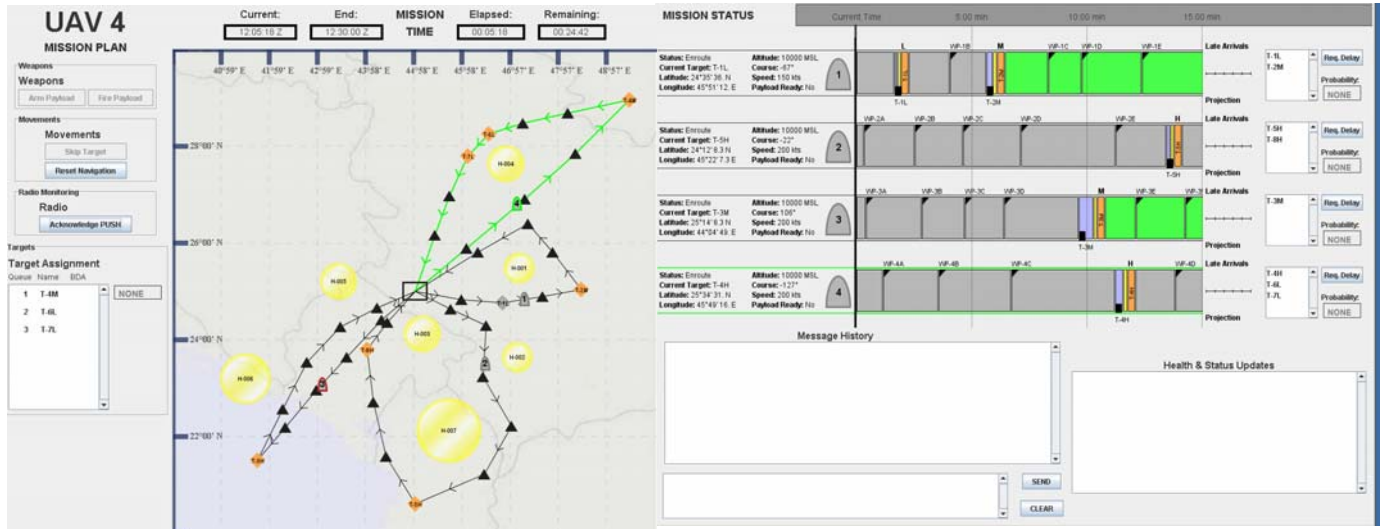 UAV 4
MISSION PLAN
Weapons
Weapons
Arm Payload Fire Payload
Movements
Movements
Skip Target
Reset Navigation
Radio Monitoring
Radio
Acknowledge PUSH
Targets
Target Assignment
Queue Name BDA
1 T-4M NONE
2 T-6L
3 T-7L
Current: End: MISSION TIME Elapsed: Remaining:
12:05:18 Z 12:30:00 Z 00:05:18 00:24:42
40°59' E 41°59' E 42°59' E 43°58' E 44°58' E 45°58' E 46°57' E 47°57' E 48°57' E
28°00' N
26°00' N
24°00' N
22°00' N
T-6L
T-7L
H-004
4
H-001
H-005
1
H-003
H-002
2
H-006
H-007
MISSION STATUS
Current Time 5:00 min 10:00 min 15:00 min
Status: Enroute Altitude: 10000 MSL
Current Target: T-1L Course: -67°
Latitude: 24°35'36. N Speed: 150 kts
Longitude: 45°51'12. E Payload Ready: No
1
L WP-1B M WP-1C WP-1D WP-1E
T-1L T-2M
Late Arrivals
Projection
T-1L
T-2M
Req. Delay
Probability:
NONE
Status: Enroute Altitude: 10000 MSL
Current Target: T-5H Course: -22°
Latitude: 24°12'8.3 N Speed: 200 kts
Longitude: 45°22'7.3 E Payload Ready: No
2
WP-2A WP-2B WP-2C WP-2D WP-2E H
T-5H
Late Arrivals
Projection
T-5H
T-8H
Req. Delay
Probability:
NONE
Status: Enroute Altitude: 10000 MSL
Current Target: T-3M Course: 106°
Latitude: 25°14'8.3 N Speed: 200 kts
Longitude: 44°04'49. E Payload Ready: No
3
WP-3A WP-3B WP-3C WP-3D M WP-3E
T-3M
Late Arrivals
Projection
T-3M
Req. Delay
Probability:
NONE
Status: Enroute Altitude: 10000 MSL
Current Target: T-4H Course: -127°
Latitude: 25°34'31. N Speed: 200 kts
Longitude: 45°49'16. E Payload Ready: No
4
WP-4A WP-4B WP-4C H WP-4D
T-4H
Late Arrivals
Projection
T-4H
T-6L
T-7L
Req. Delay
Probability:
NONE
Message History
Health & Status Updates
SEND
CLEAR